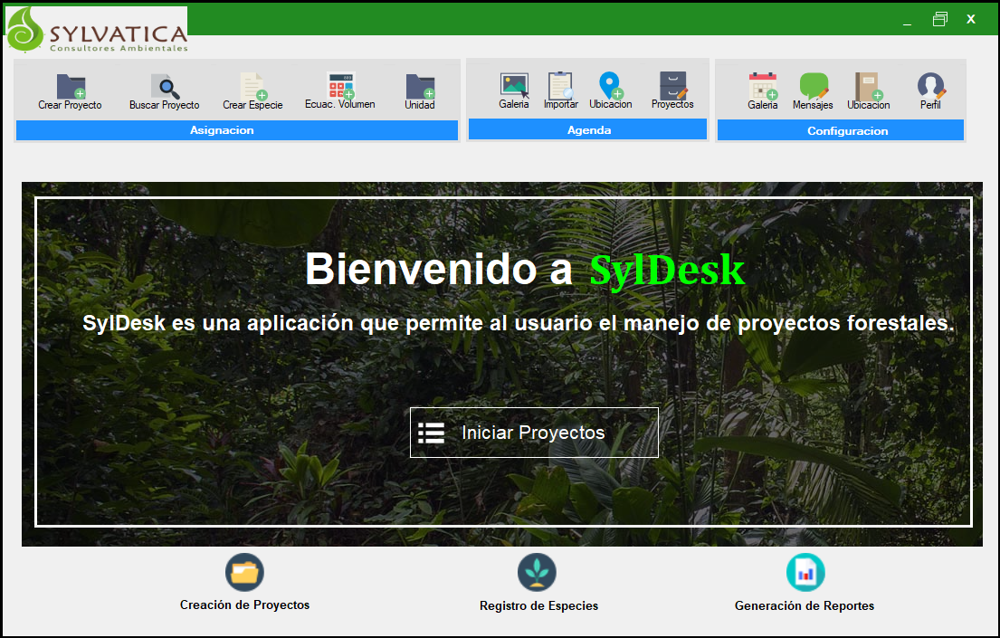 SYLVATICA
Consultores Ambientales
X
Crear Proyecto
Buscar Proyecto
Crear Especie
Ecuac. Volumen
Unidad
Asignacion
Galeria
Importar
Ubicacion
Proyectos
Agenda
Galeria
Mensajes
Ubicacion
Perfil
Configuracion
Bienvenido a SylDesk
SylDesk es una aplicación que permite al usuario el manejo de proyectos forestales.
Iniciar Proyectos
Creación de Proyectos
Registro de Especies
Generación de Reportes